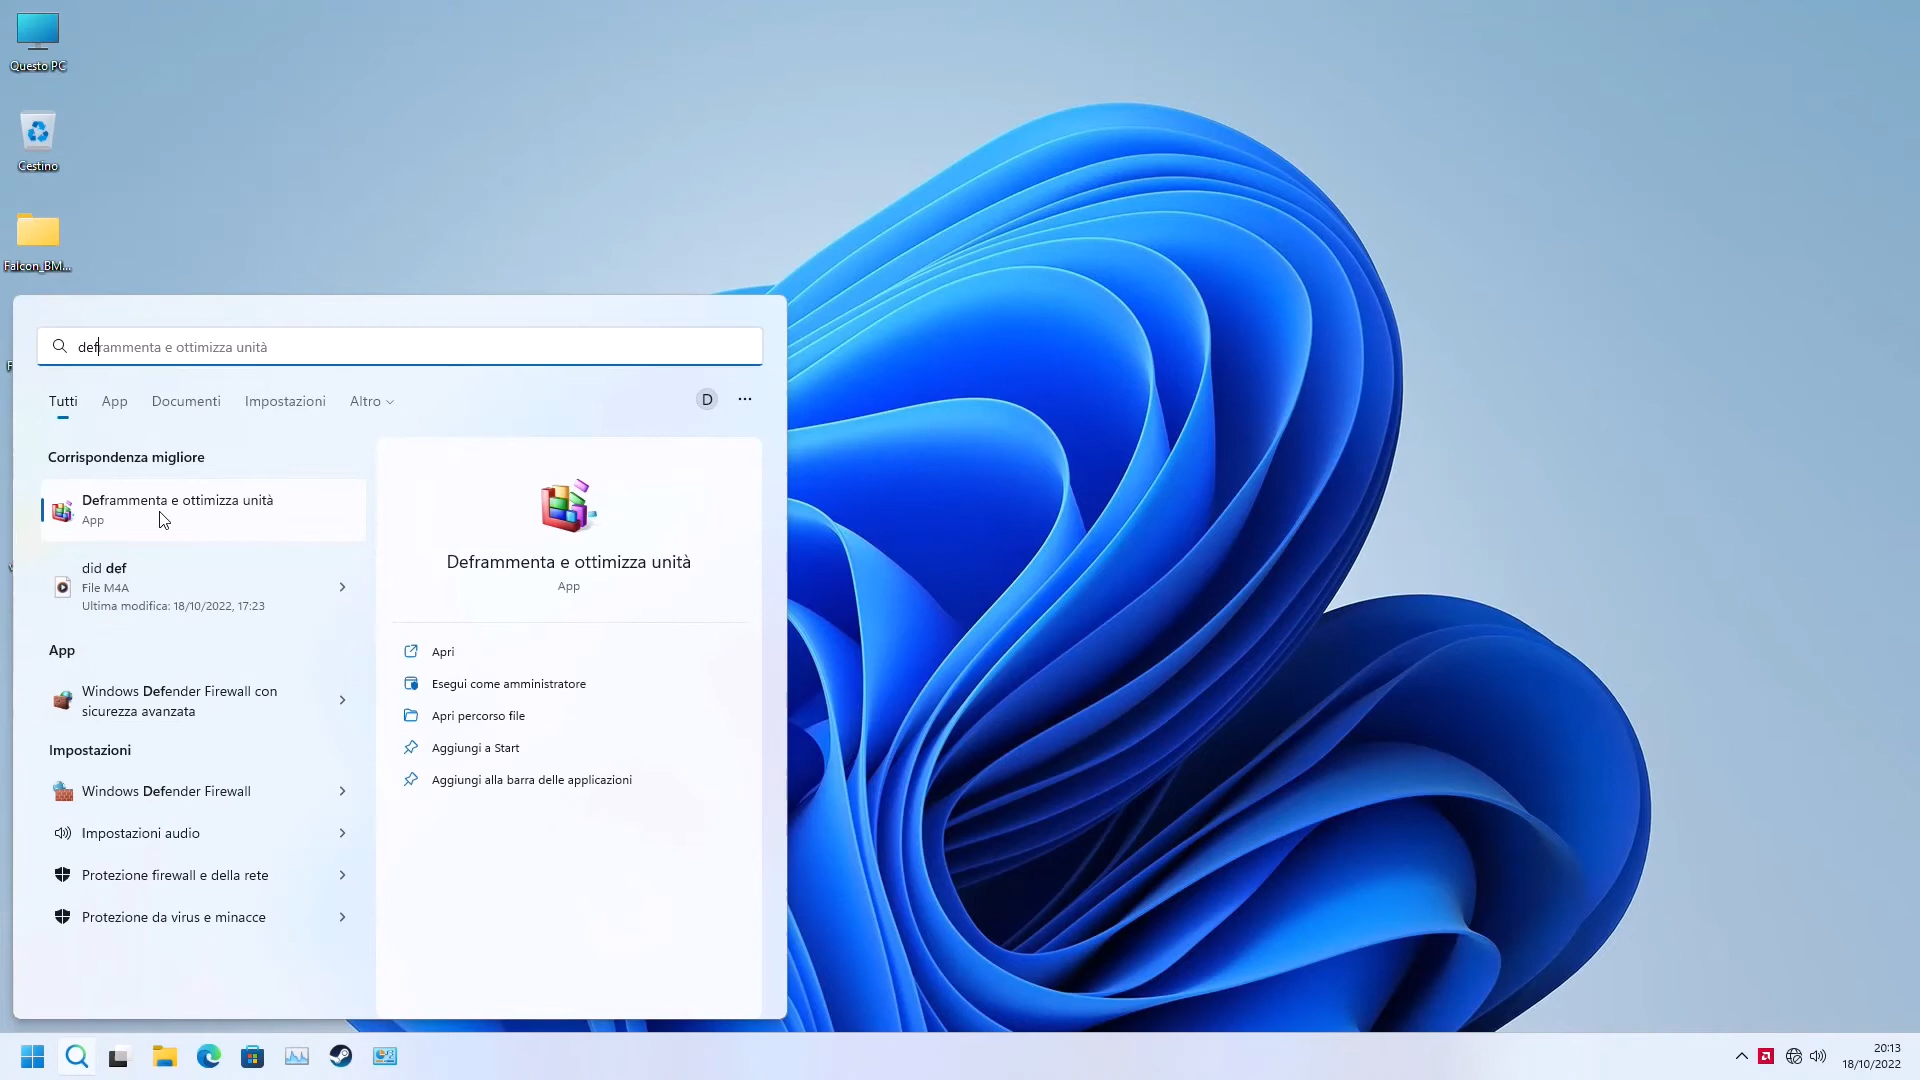 Questo PC
Cestino
Falcon_BM...
deframmenta e ottimizza unità
Tutti
App
Documenti
Impostazioni
Altro
D
Corrispondenza migliore
Deframmenta e ottimizza unità
App
did def
File M4A
Ultima modifica: 18/10/2022, 17:23
App
Windows Defender Firewall con
sicurezza avanzata
Impostazioni
Windows Defender Firewall
Impostazioni audio
Protezione firewall e della rete
Protezione da virus e minacce
Deframmenta e ottimizza unità
App
Apri
Esegui come amministratore
Apri percorso file
Aggiungi a Start
Aggiungi alla barra delle applicazioni
20:13
18/10/2022